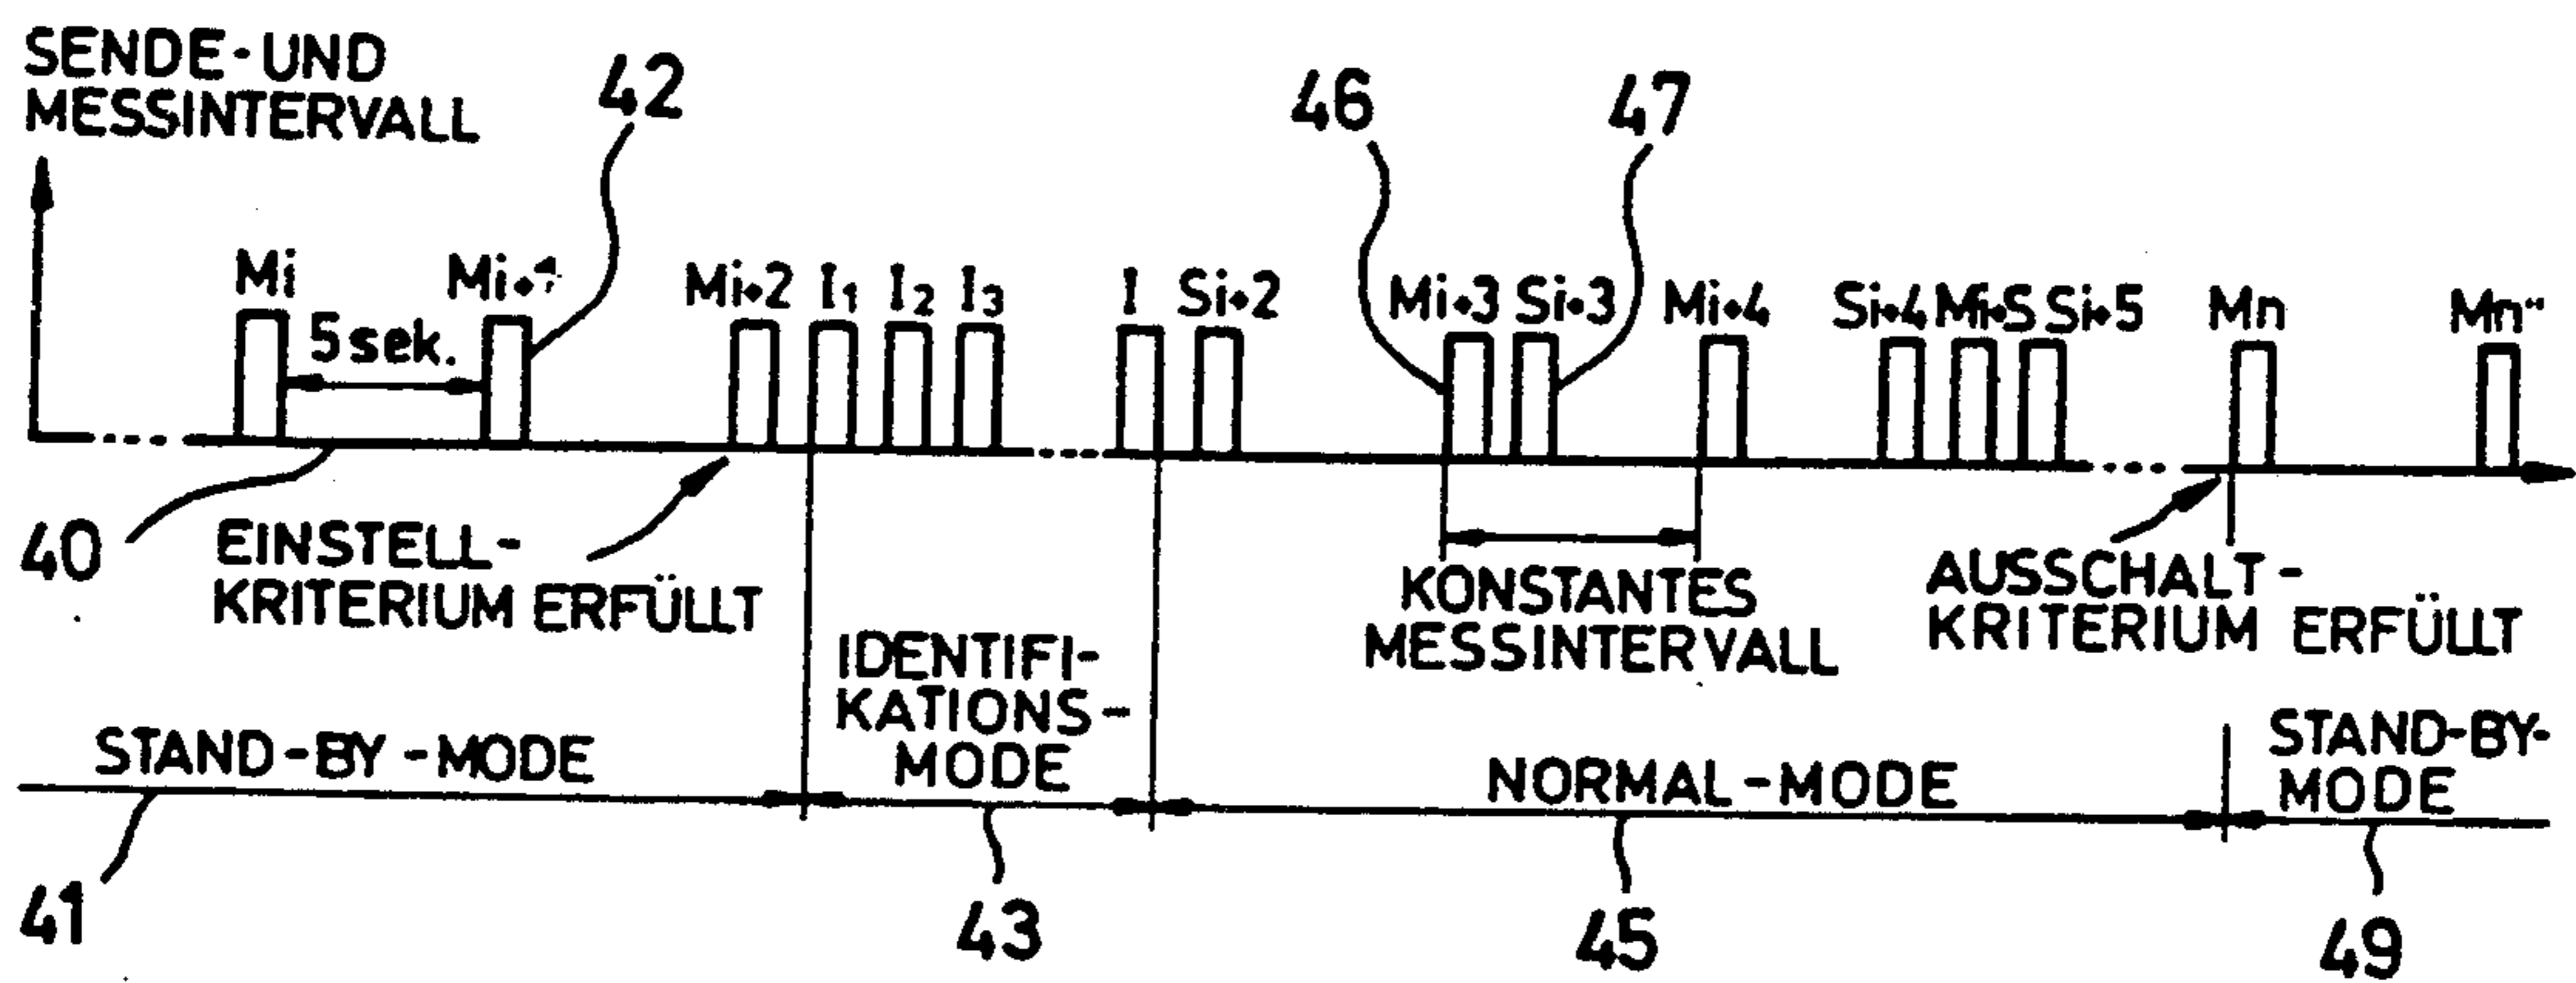 SENDE-UND
MESSINTERVALL
42
46
47
Mi
Mi+1
Mi+2
I1
I2
I3
I
Si+2
Mi+3
Si+3
Mi+4
Si+4
Mi+S
Si+5
Mn
5 sek.
40
EINSTELL-
KRITERIUM ERFÜLLT
KONSTANTES
MESSINTERVALL
AUSSCHALT-
KRITERIUM ERFÜLLT
STAND-BY-MODE
IDENTIFI-
KATIONS-
MODE
NORMAL-MODE
STAND-BY-
MODE
41
43
45
49